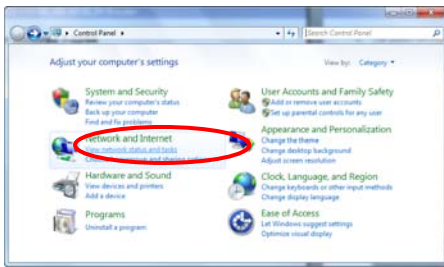 Control Panel
Search Control Panel
Adjust your computer's settings
View by: Category
System and Security
Review your computer's status
Back up your computer
Find and fix problems
Network and Internet
View network status and tasks
Choose homegroup and sharing options
Hardware and Sound
View devices and printers
Add a device
Programs
Uninstall a program
User Accounts and Family Safety
Add or remove user accounts
Set up parental controls for any user
Appearance and Personalization
Change the theme
Change desktop background
Adjust screen resolution
Clock, Language, and Region
Change keyboards or other input methods
Change display language
Ease of Access
Let Windows suggest settings
Optimize visual display